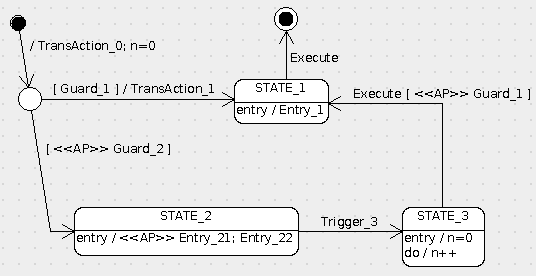 / TransAction_0; n=0
Execute
[ Guard_1 ] / TransAction_1
STATE_1
entry / Entry_1
Execute [ <<AP>> Guard_1 ]
[ <<AP>> Guard_2 ]
STATE_2
entry / <<AP>> Entry_21; Entry_22
Trigger_3
STATE_3
entry / n=0
do / n++